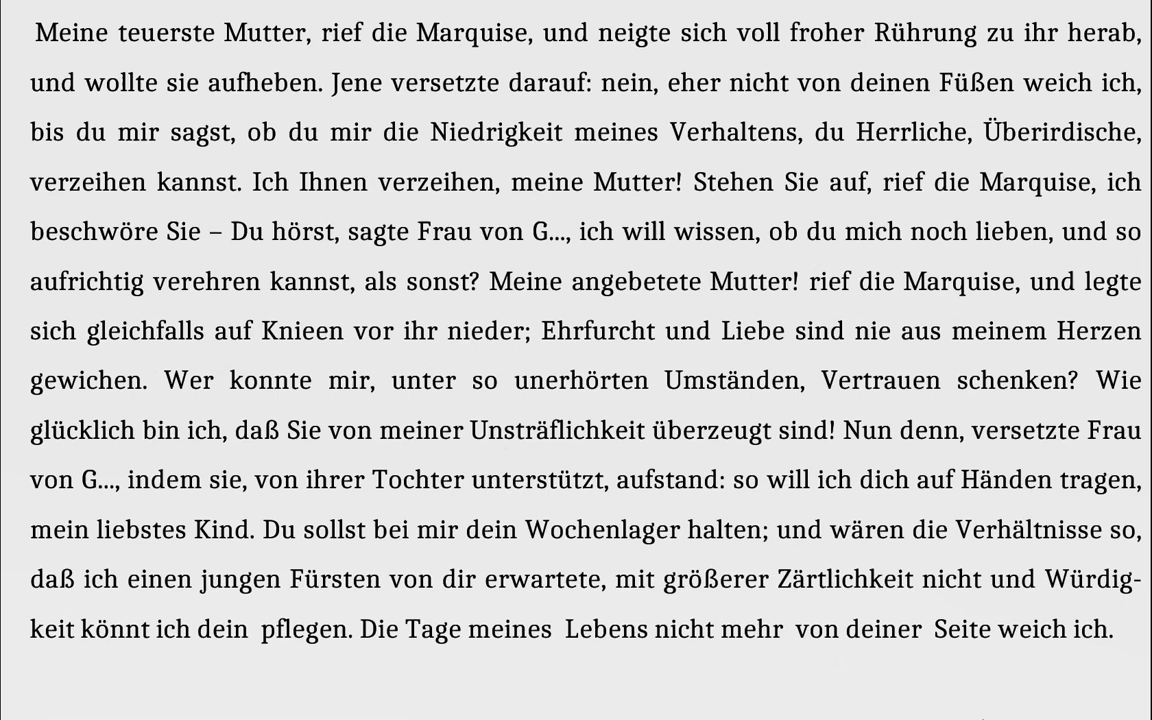 Meine teuerste Mutter, rief die Marquise, und neigte sich voll froher Rührung zu ihr herab,
und wollte sie aufheben. Jene versetzte darauf: nein, eher nicht von deinen Füßen weich ich,
bis du mir sagst, ob du mir die Niedrigkeit meines Verhaltens, du Herrliche, Überirdische,
verzeihen kannst. Ich Ihnen verzeihen, meine Mutter! Stehen Sie auf, rief die Marquise, ich
beschwöre Sie – Du hörst, sagte Frau von G..., ich will wissen, ob du mich noch lieben, und so
aufrichtig verehren kannst, als sonst? Meine angebetete Mutter! rief die Marquise, und legte
sich gleichfalls auf Knieen vor ihr nieder; Ehrfurcht und Liebe sind nie aus meinem Herzen
gewichen. Wer konnte mir, unter so unerhörten Umständen, Vertrauen schenken? Wie
glücklich bin ich, daß Sie von meiner Unsträflichkeit überzeugt sind! Nun denn, versetzte Frau
von G..., indem sie, von ihrer Tochter unterstützt, aufstand: so will ich dich auf Händen tragen,
mein liebstes Kind. Du sollst bei mir dein Wochenlager halten; und wären die Verhältnisse so,
daß ich einen jungen Fürsten von dir erwartete, mit größerer Zärtlichkeit nicht und Würdig-
keit könnt ich dein pflegen. Die Tage meines Lebens nicht mehr von deiner Seite weich ich.